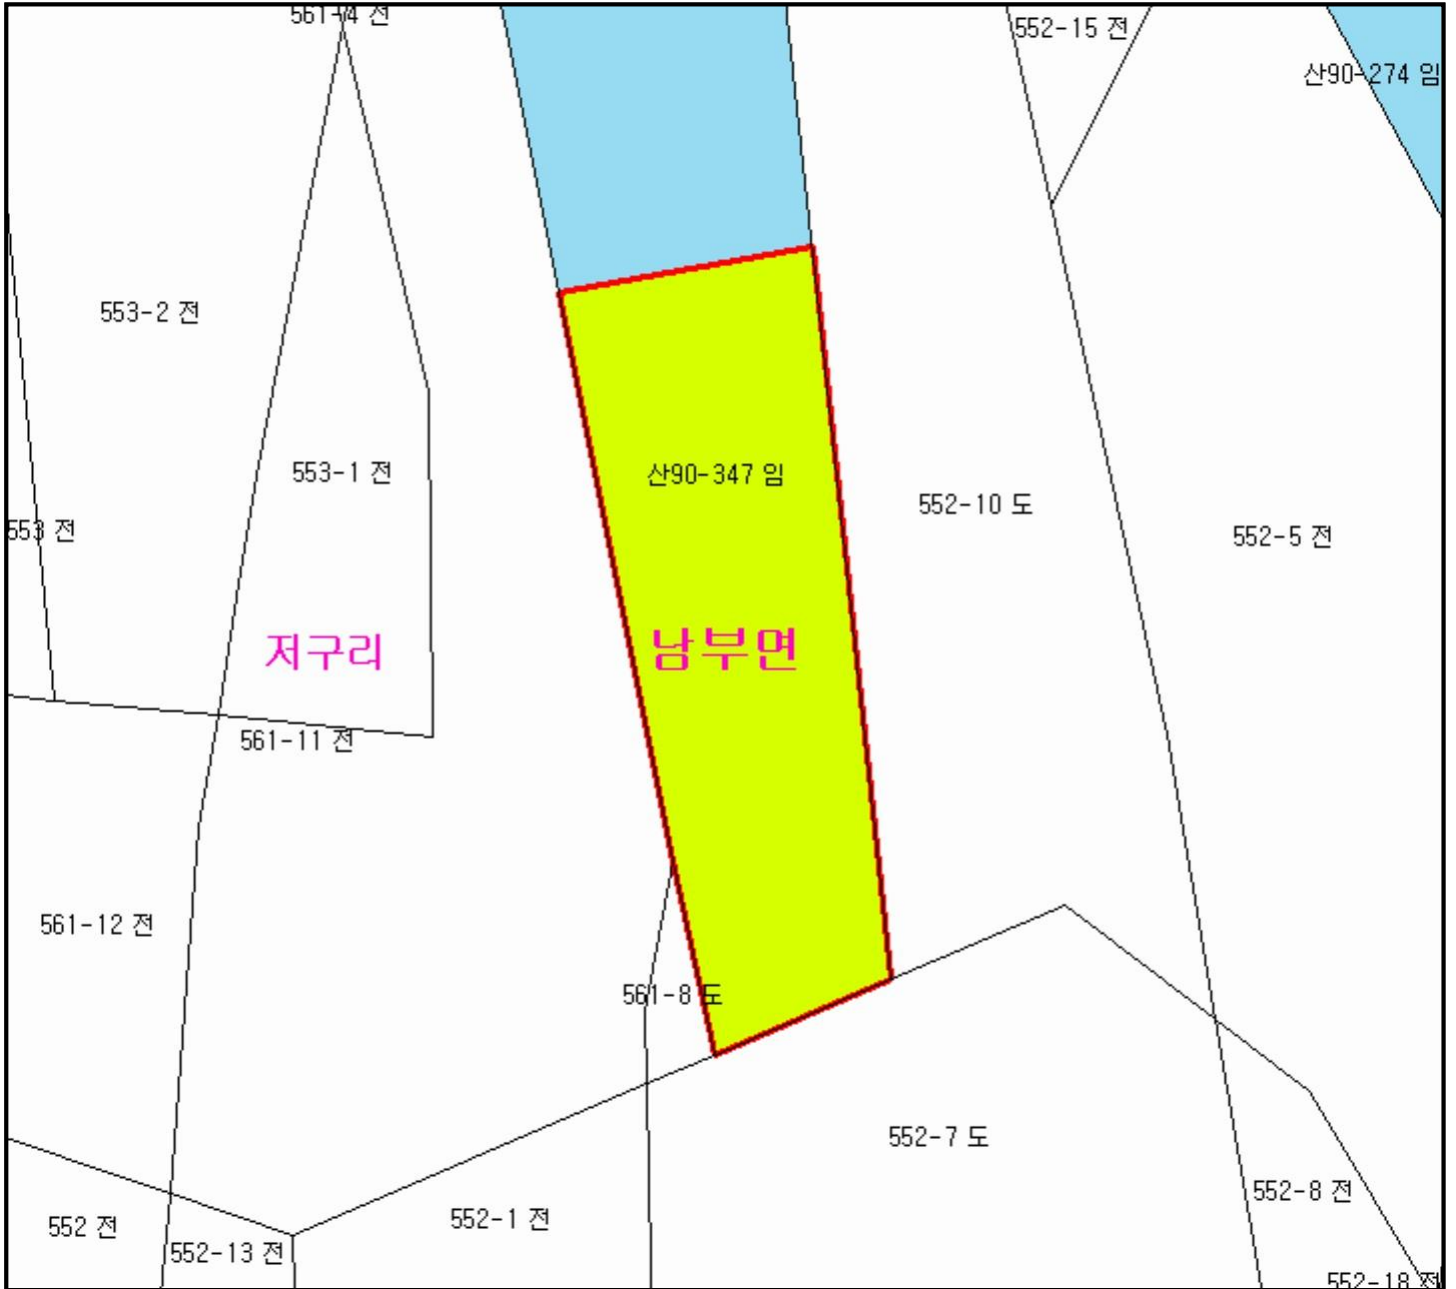 561-4 전
552-15 전
산90-274 임
553-2 전
553-1 전
산90-347 임
552-10 도
553 전
552-5 전
저구리
남부면
561-11 전
561-12 전
561-8 도
552-7 도
552-8 전
552-1 전
552 전
552-13 전
552-18 전